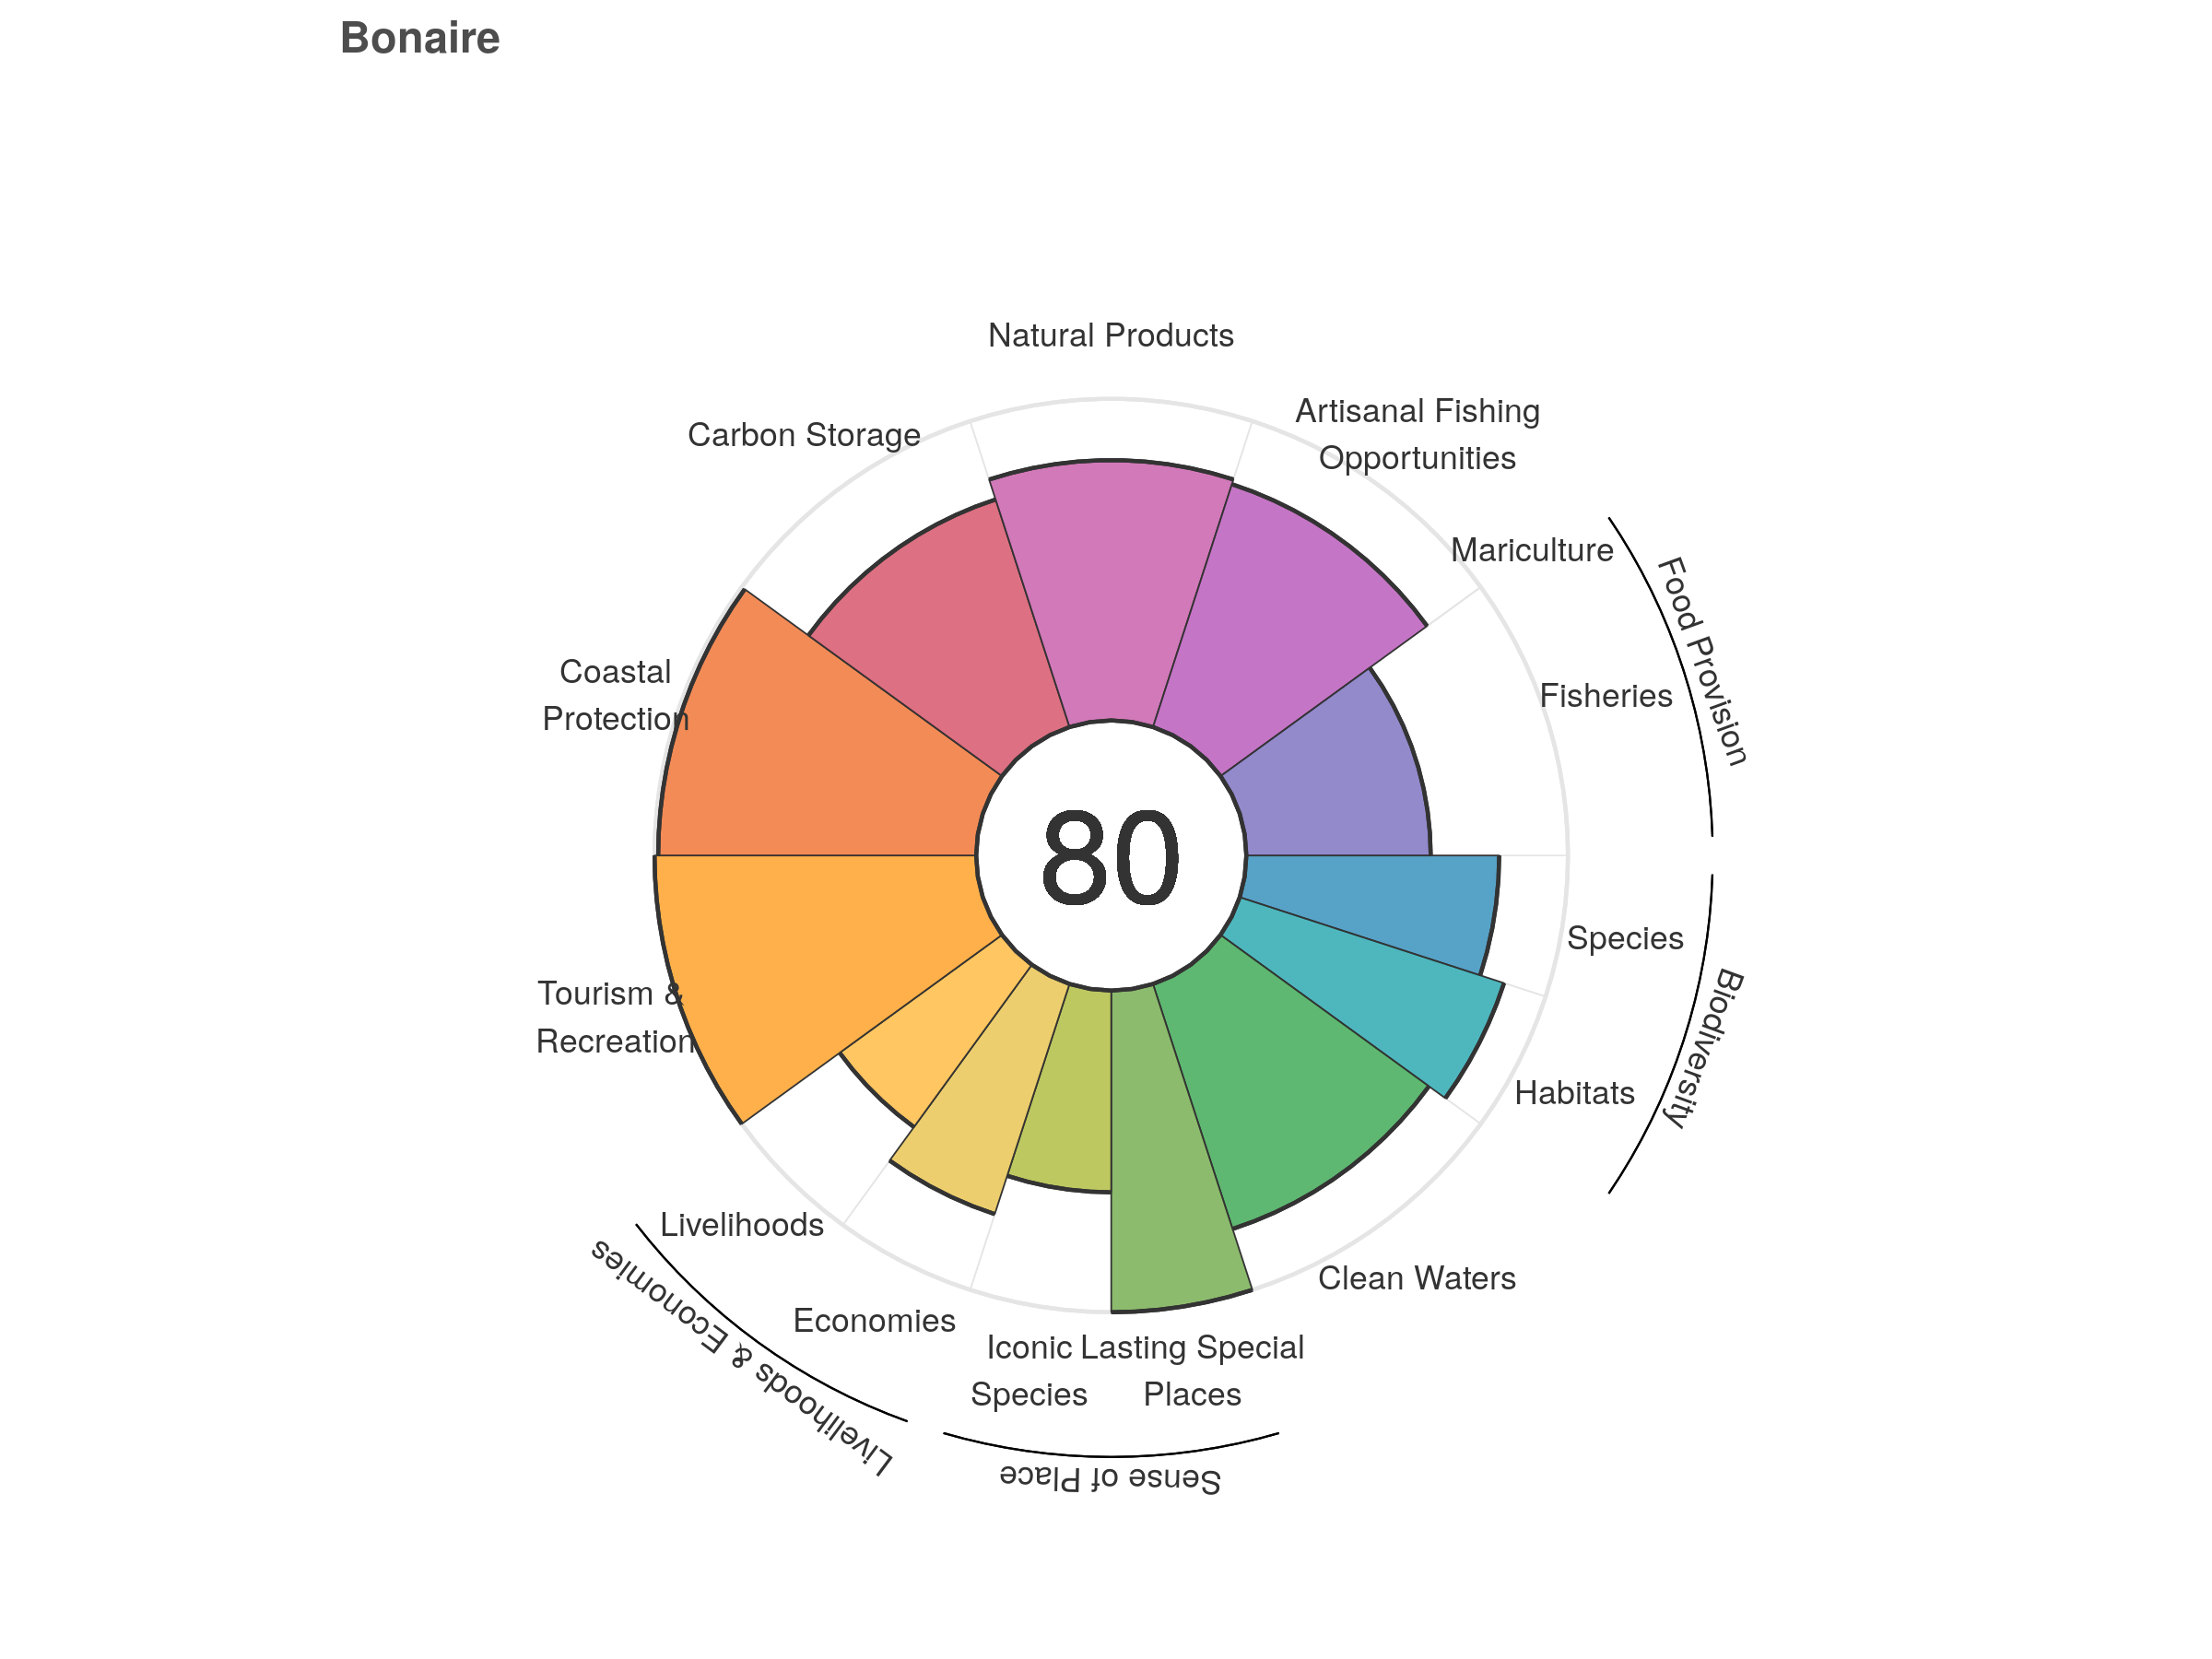 Bonaire
Natural Products
Artisanal Fishing
Opportunities
Carbon Storage
Mariculture
Food Provision
Fisheries
Coastal
Protection
80
Species
Biodiversity
Tourism &
Recreation
Habitats
Livelihoods
Clean Waters
Livelihoods & Economies
Economies
Iconic
Species
Lasting Special
Places
Sense of Place